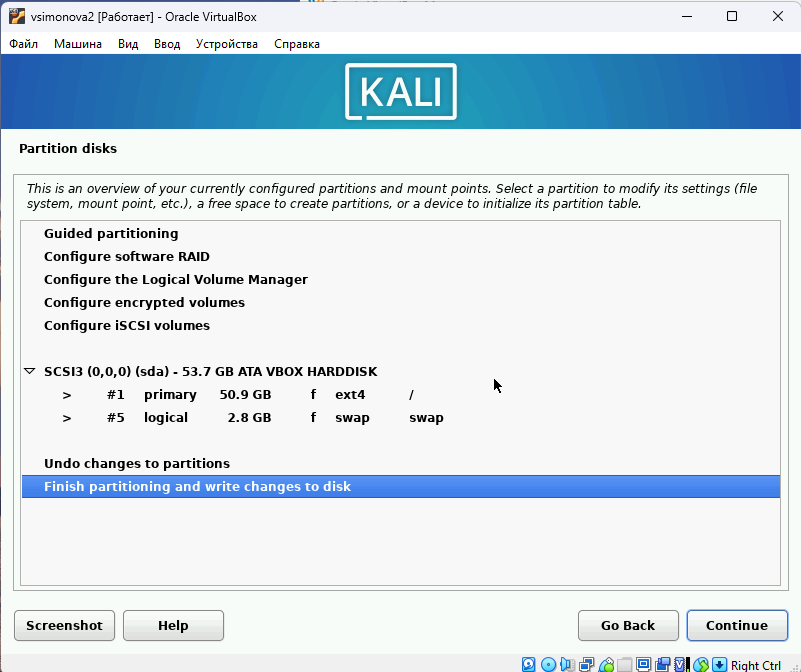 vsimonova2 [Работает] - Oracle VirtualBox
Файл Машина Вид Ввод Устройства Справка
KALI
Partition disks
This is an overview of your currently configured partitions and mount points. Select a partition to modify its settings (file
system, mount point, etc.), a free space to create partitions, or a device to initialize its partition table.
Guided partitioning
Configure software RAID
Configure the Logical Volume Manager
Configure encrypted volumes
Configure iSCSI volumes
SCSI3 (0,0,0) (sda) - 53.7 GB ATA VBOX HARDDISK
> #1 primary 50.9 GB f ext4 /
> #5 logical 2.8 GB f swap swap
Undo changes to partitions
Finish partitioning and write changes to disk
Screenshot Help Go Back Continue
Right Ctrl